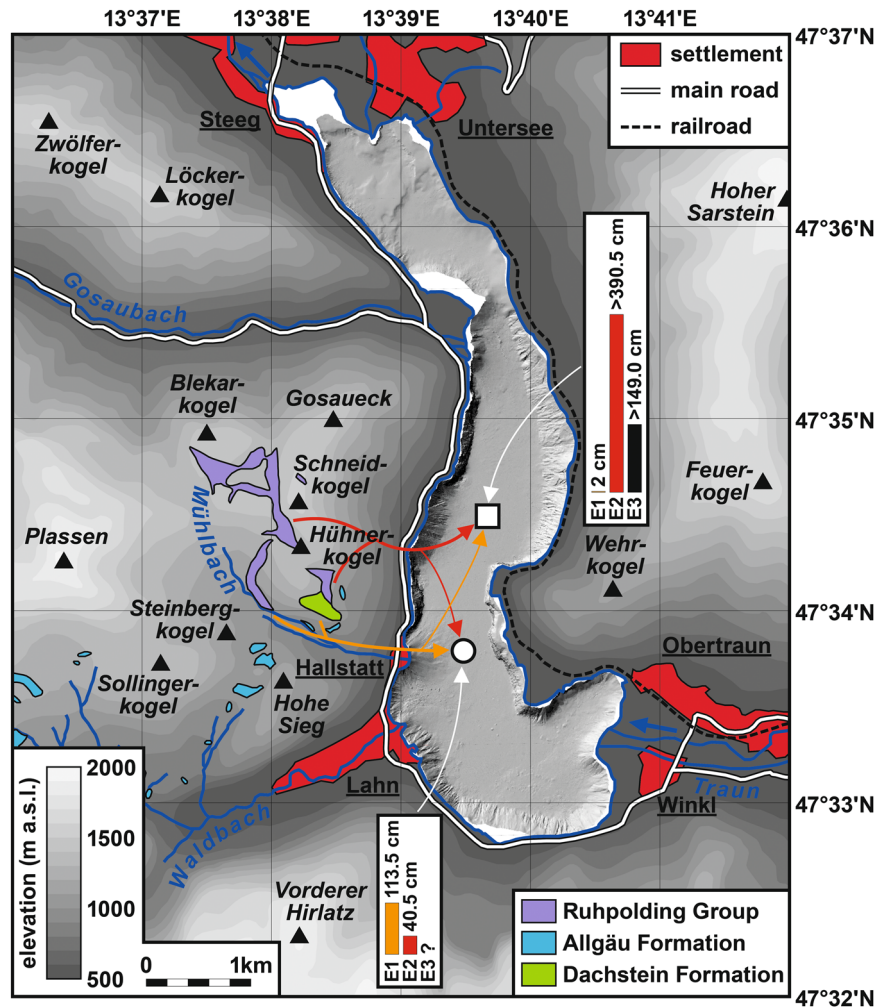 13°37'E
13°38'E
13°39'E
13°40'E
13°41'E
47°37'N
settlement
main road
railroad
Steeg
Untersee
Zwölfer-
kogel
Löcker-
kogel
Hoher
Sarstein
47°36'N
Gosaubach
E1 | 2 cm
E2 >390.5 cm
E3 >149.0 cm
Blekar-
kogel
Gosaueck
47°35'N
Schneid-
kogel
Feuer-
kogel
Mühlbach
Plassen
Hühner-
kogel
Wehr-
kogel
Steinberg-
kogel
47°34'N
Obertraun
Hallstatt
Sollinger-
kogel
Hohe
Sieg
Lahn
Traun
Winkl
47°33'N
Waldbach
elevation (m a.s.l.)
2000
1500
1000
500
0 1km
Vorderer
Hirlatz
E1 113.5 cm
E2 40.5 cm
E3 ?
Ruhpolding Group
Allgäu Formation
Dachstein Formation
47°32'N